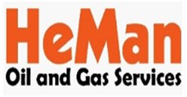 HeMan
Oil and Gas Services